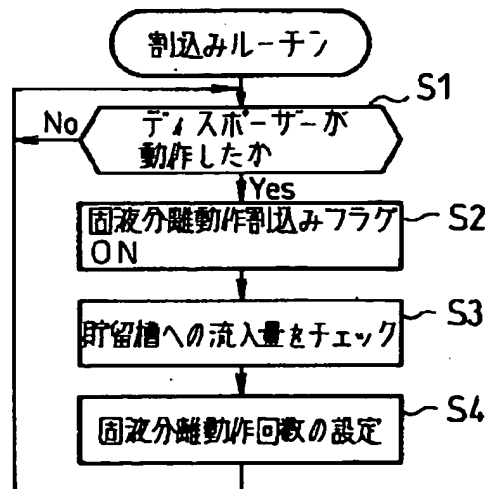 割込みルーチン
S1
ディスポーザーが
動作したか
No
Yes
固液分離動作割込みフラグ
ON
S2
貯留槽への流入量をチェック
S3
固液分離動作回数の設定
S4